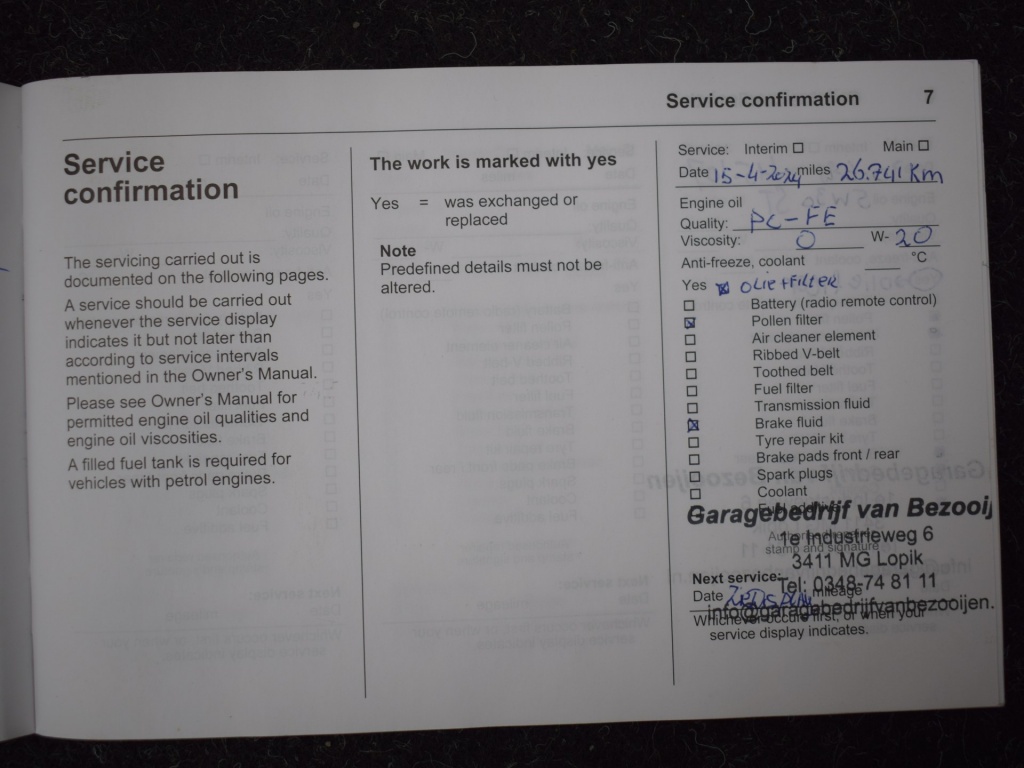 Service confirmation 7
Service
confirmation
The servicing carried out is
documented on the following pages.
A service should be carried out
whenever the service display
indicates it but not later than
according to service intervals
mentioned in the Owner's Manual.
Please see Owner's Manual for
permitted engine oil qualities and
engine oil viscosities.
A filled fuel tank is required for
vehicles with petrol engines.
The work is marked with yes
Yes = was exchanged or
replaced
Note
Predefined details must not be
altered.
Service: Interim ☐ Main ☐
Date 15-4-2024 miles 26.741 Km
Engine oil
Quality: PC-FE
Viscosity: 0 W- 20
Anti-freeze, coolant °C
Yes ☒ OLIE+FILTER
☐ Battery (radio remote control)
☒ Pollen filter
☐ Air cleaner element
☐ Ribbed V-belt
☐ Toothed belt
☐ Fuel filter
☐ Transmission fluid
☒ Brake fluid
☐ Tyre repair kit
☐ Brake pads front / rear
☐ Spark plugs
☐ Coolant
☐ Fuel additive
Garagebedrijf van Bezooij
1e Industrieweg 6
stamp and signature
3411 MG Lopik
Next service:
Tel: 0348-74 81 11
Date mileage
info@garagebedrijfvanbezooijen.
Whichever occurs first, or when your
service display indicates.